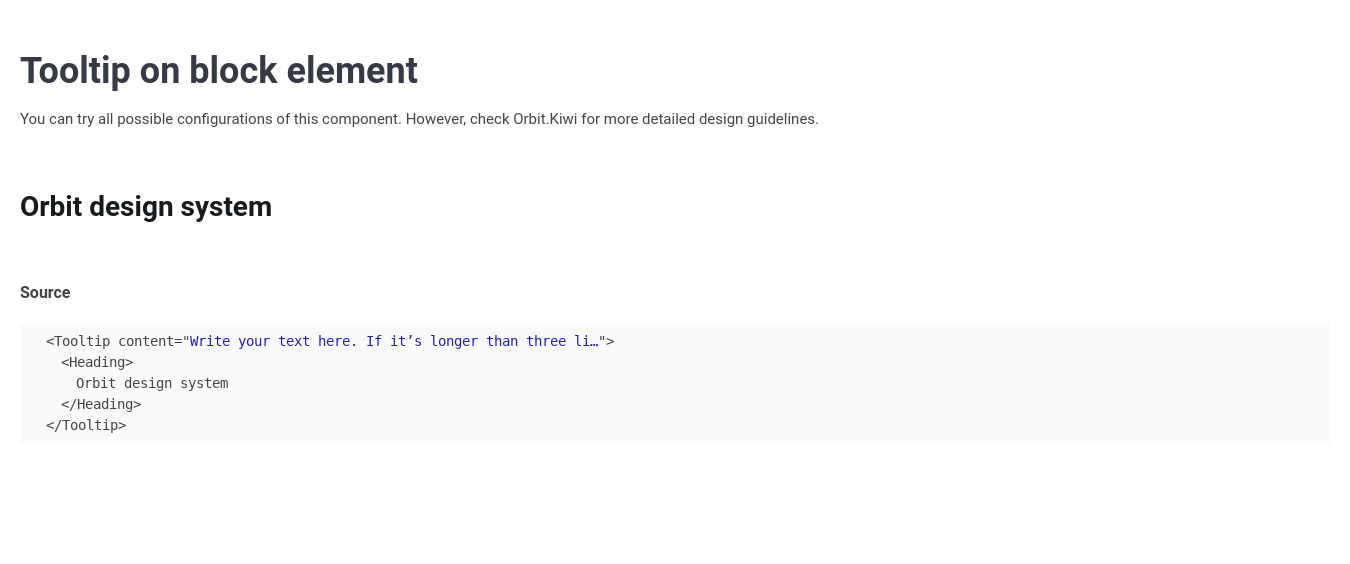 Tooltip on block element
You can try all possible configurations of this component. However, check Orbit.Kiwi for more detailed design guidelines.
Orbit design system
Source
<Tooltip content="Write your text here. If it’s longer than three li…">
<Heading>
Orbit design system
</Heading>
</Tooltip>